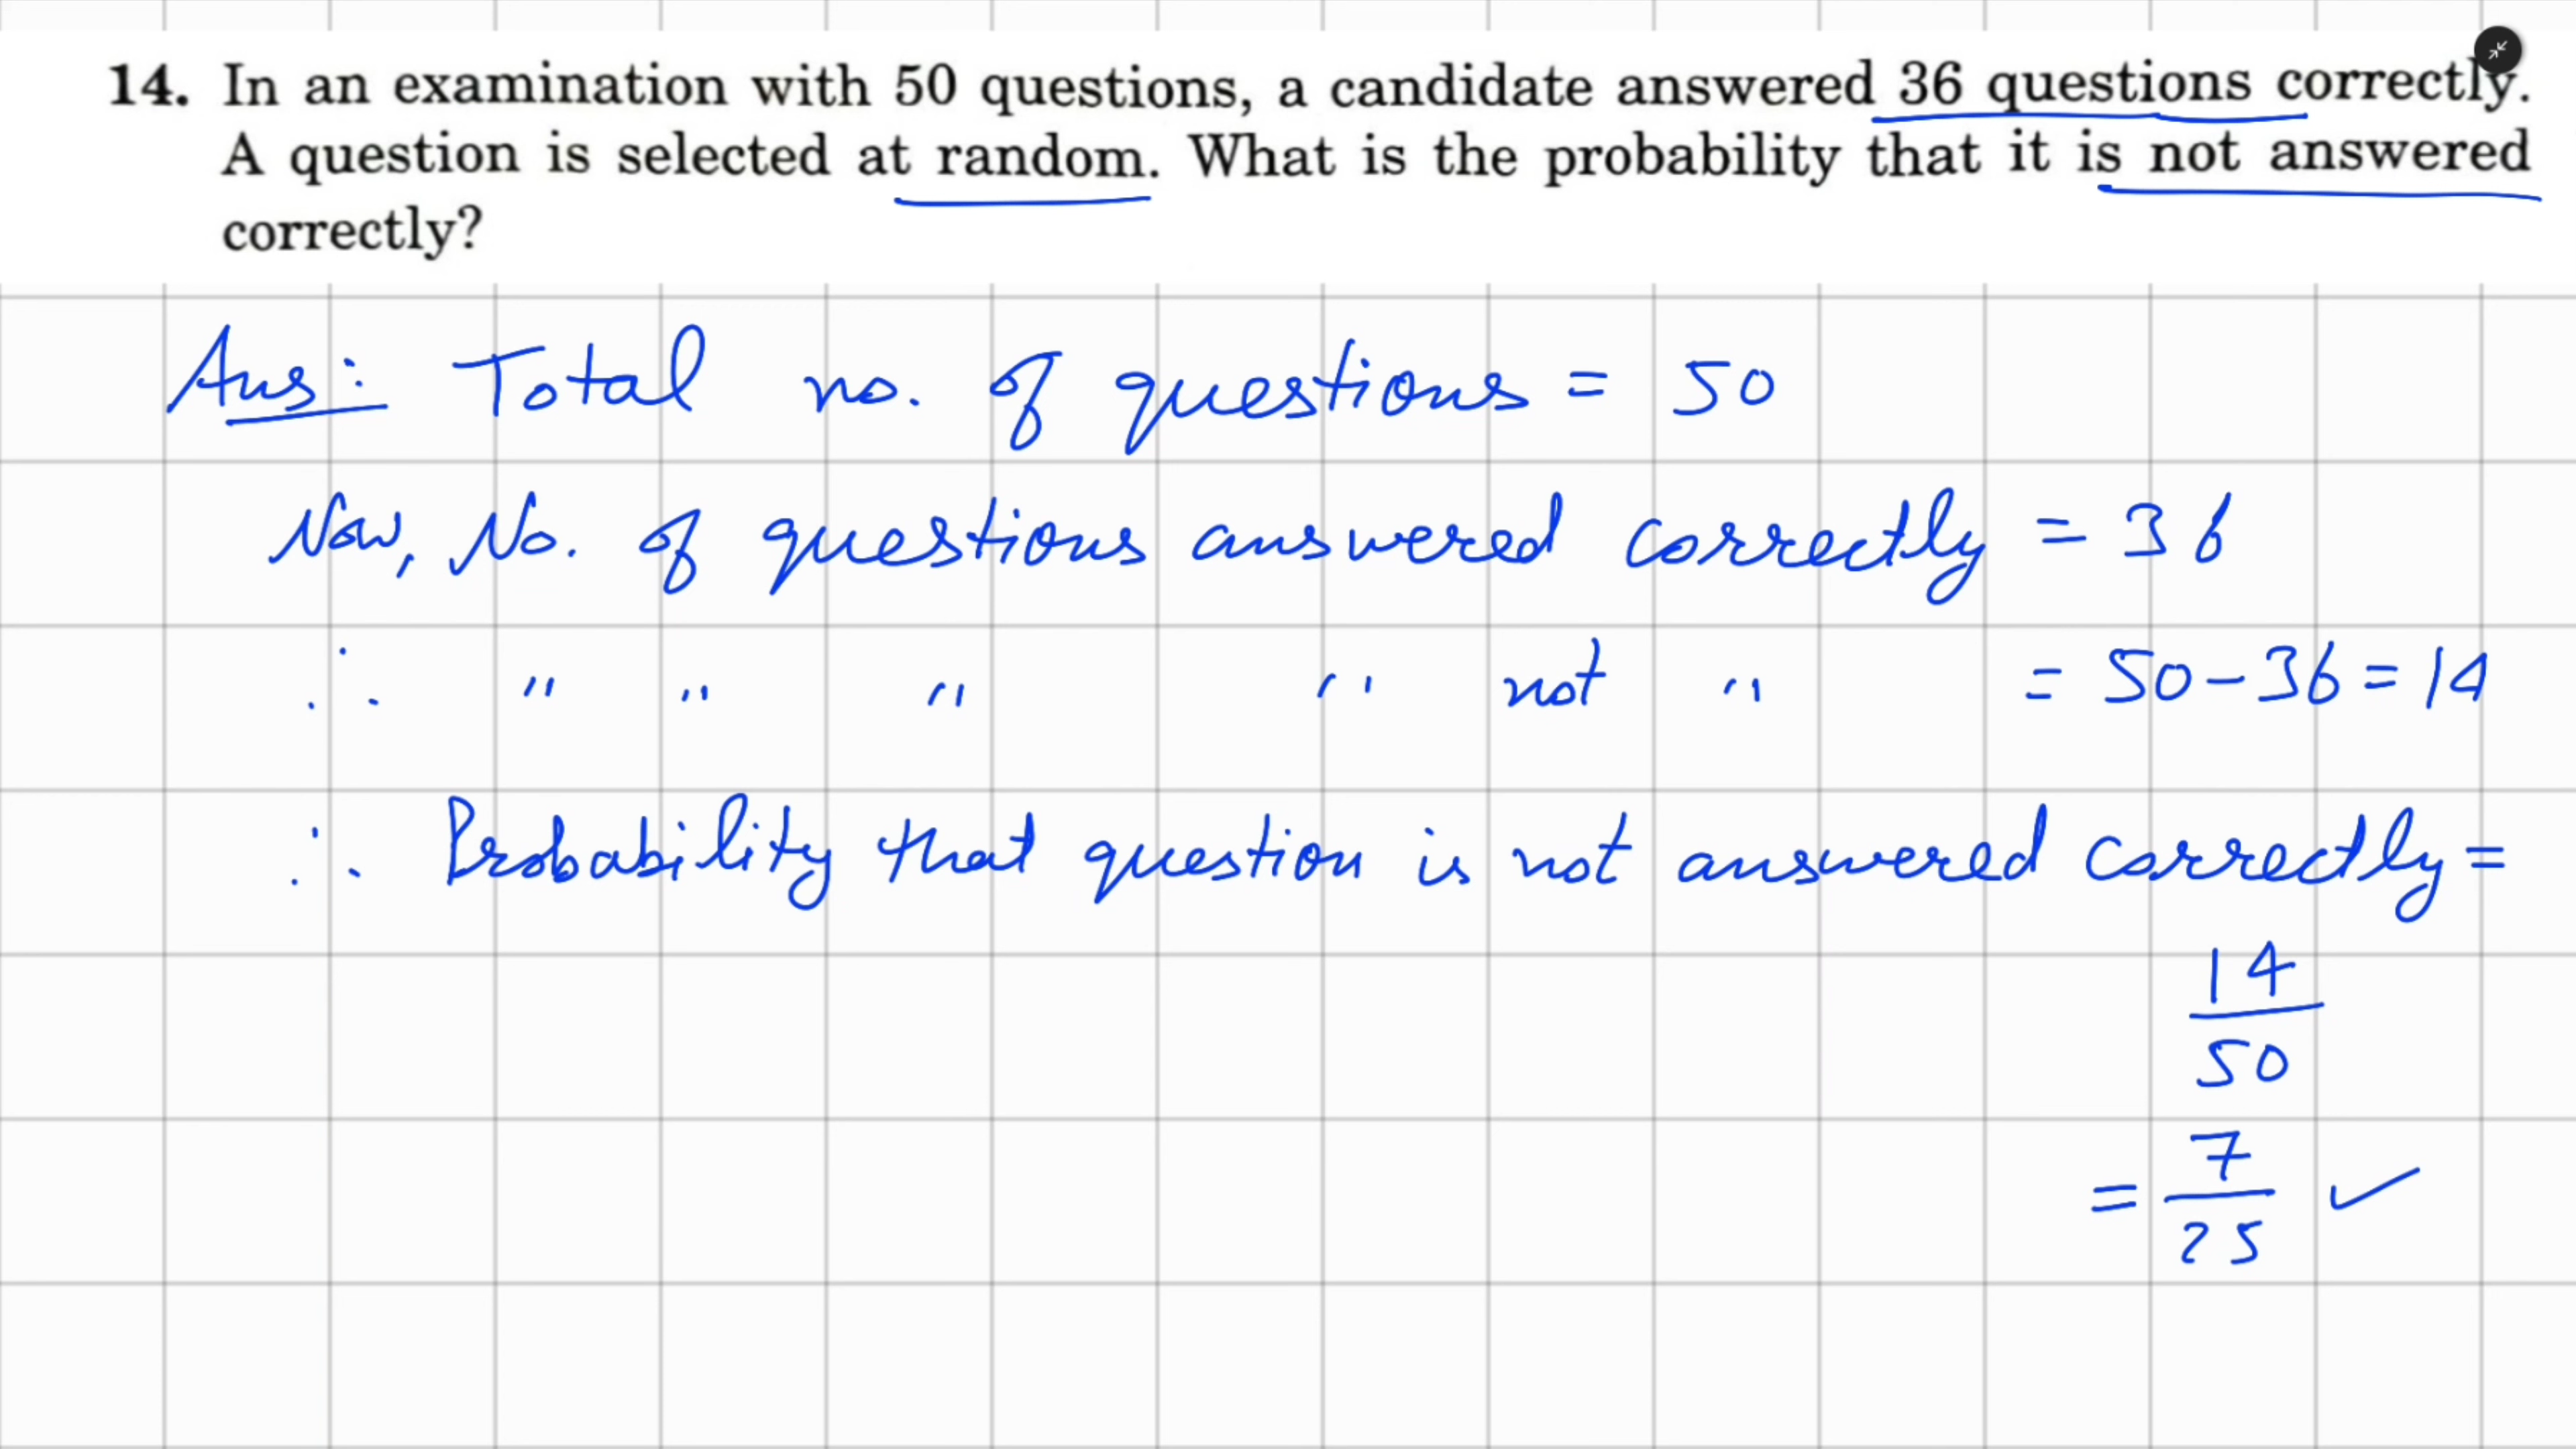 14. In an examination with 50 questions, a candidate answered 36 questions correctly.
A question is selected at random. What is the probability that it is not answered
correctly?
Ans: Total no. of questions = 50
Now, No. of questions answered correctly = 36
∴ " " " " not " = 50-36=14
∴ Probability that question is not answered correctly=
14
50
= 7
25 ✓